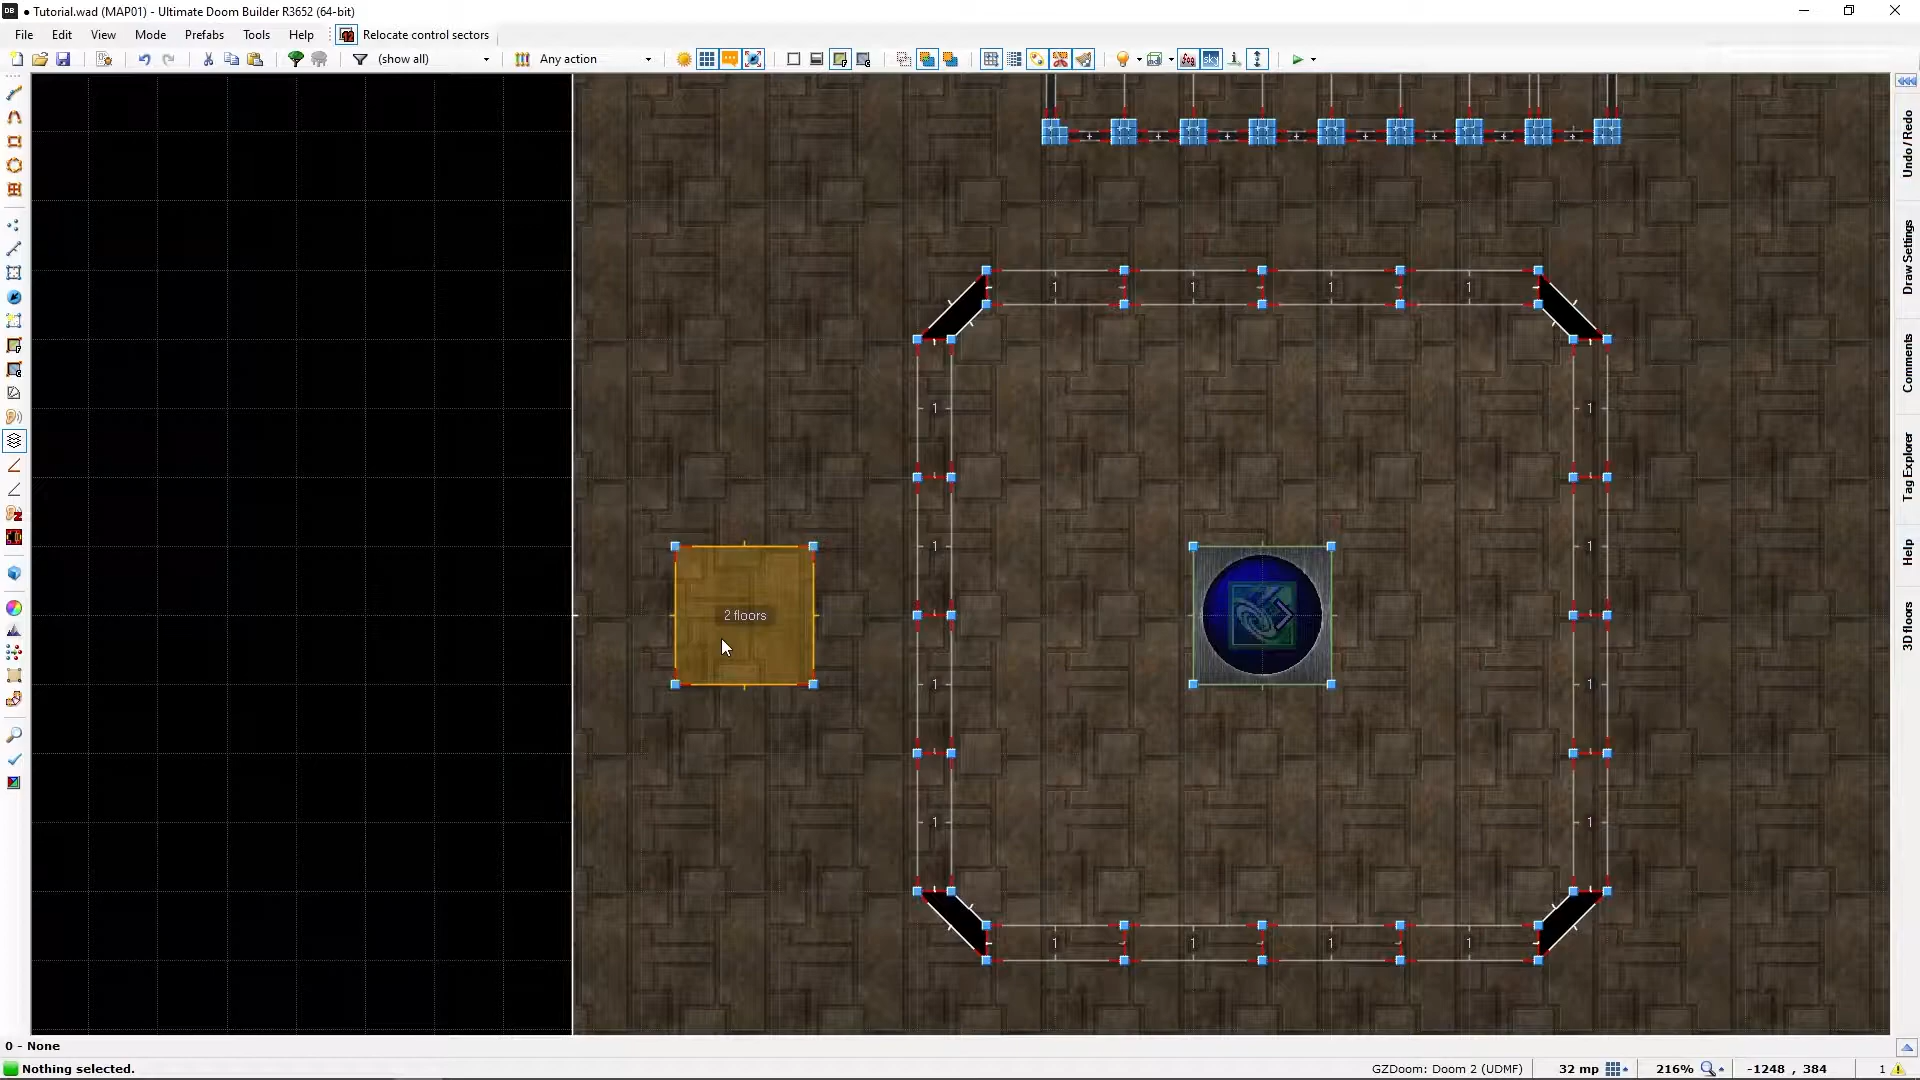 DB • Tutorial.wad (MAP01) - Ultimate Doom Builder R3652 (64-bit)
File Edit View Mode Prefabs Tools Help Relocate control sectors
(show all) Any action
Undo / Redo
Draw Settings
Comments
Tag Explorer
Help
3D floors
1 1 1 1
1 1
1 1
2 floors
1 1
1 1
1 1 1 1
0 - None
Nothing selected. GZDoom: Doom 2 (UDMF) 32 mp 216% -1248 , 384 1